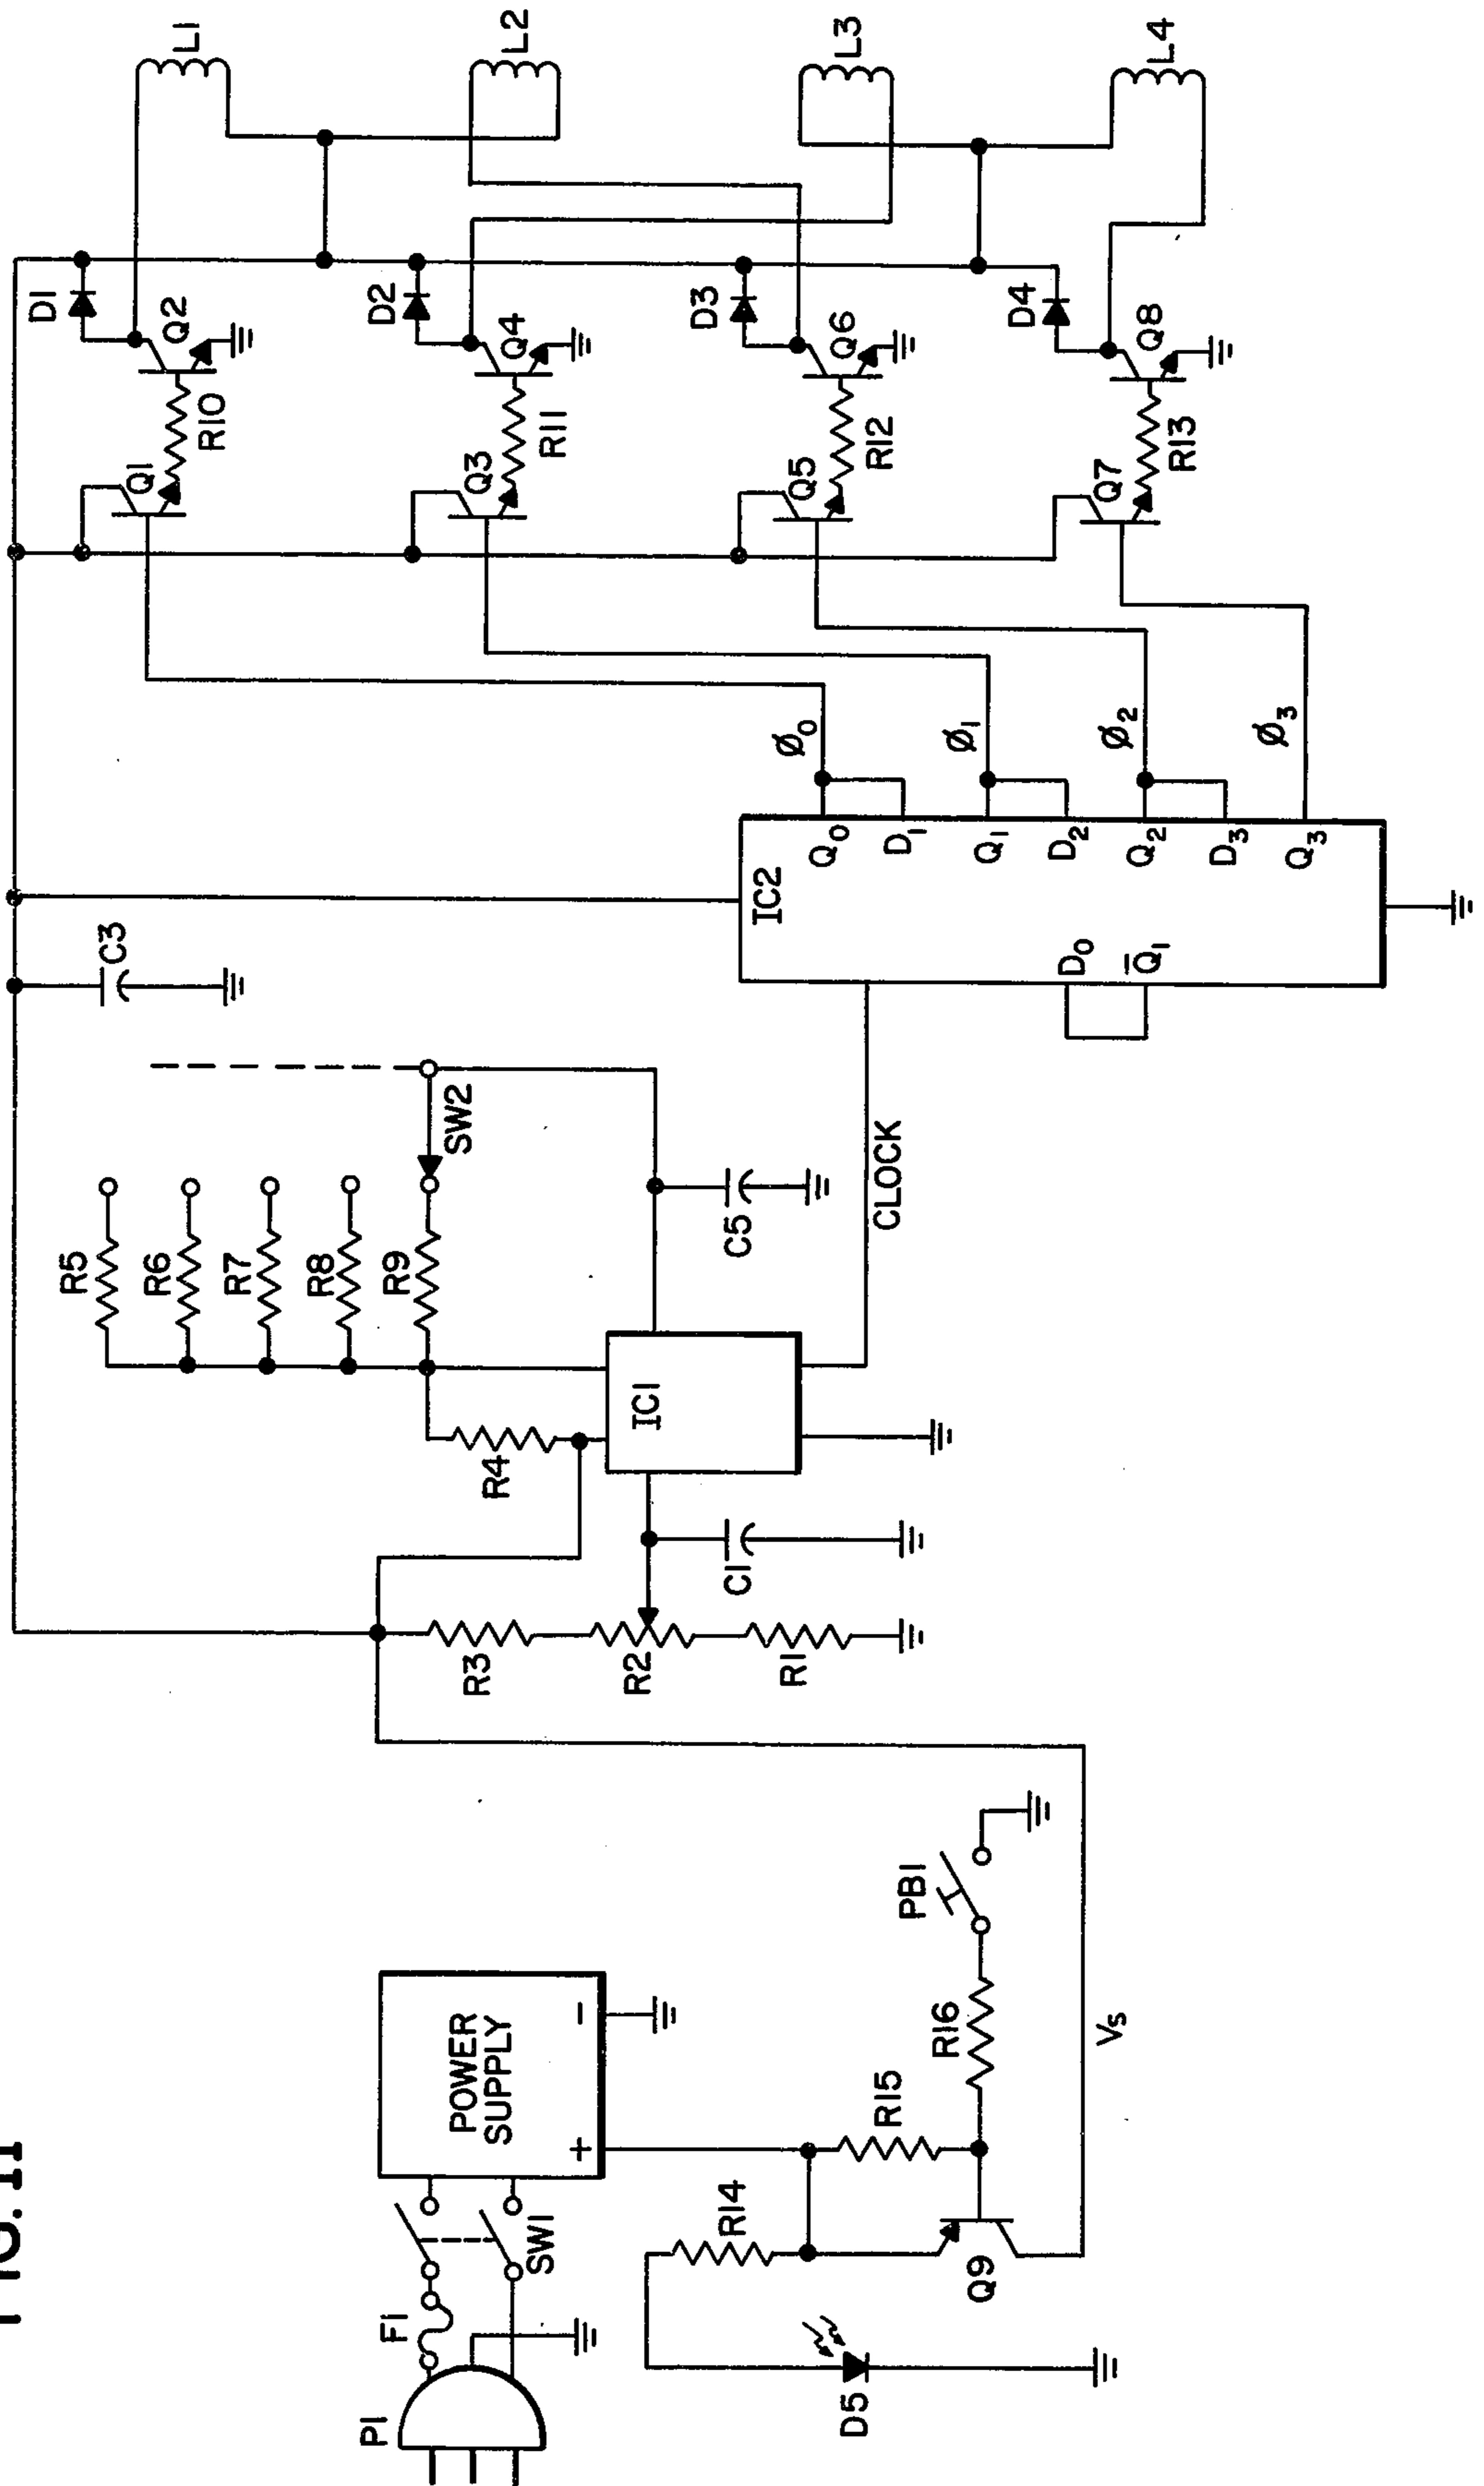 FIG. 11
P1
F1
SW1
POWER
SUPPLY
+
−
D5
R14
R15
R16
PB1
Q9
Vs
R3
R2
R1
C1
R4
R5
R6
R7
R8
R9
SW2
IC1
C5
C3
CLOCK
IC2
D0
Q̅1
Q0
D1
Q1
D2
Q2
D3
Q3
Ø0
Ø1
Ø2
Ø3
Q1
R10
Q2
D1
Q3
R11
Q4
D2
Q5
R12
Q6
D3
Q7
R13
Q8
D4
L1
L2
L3
L4